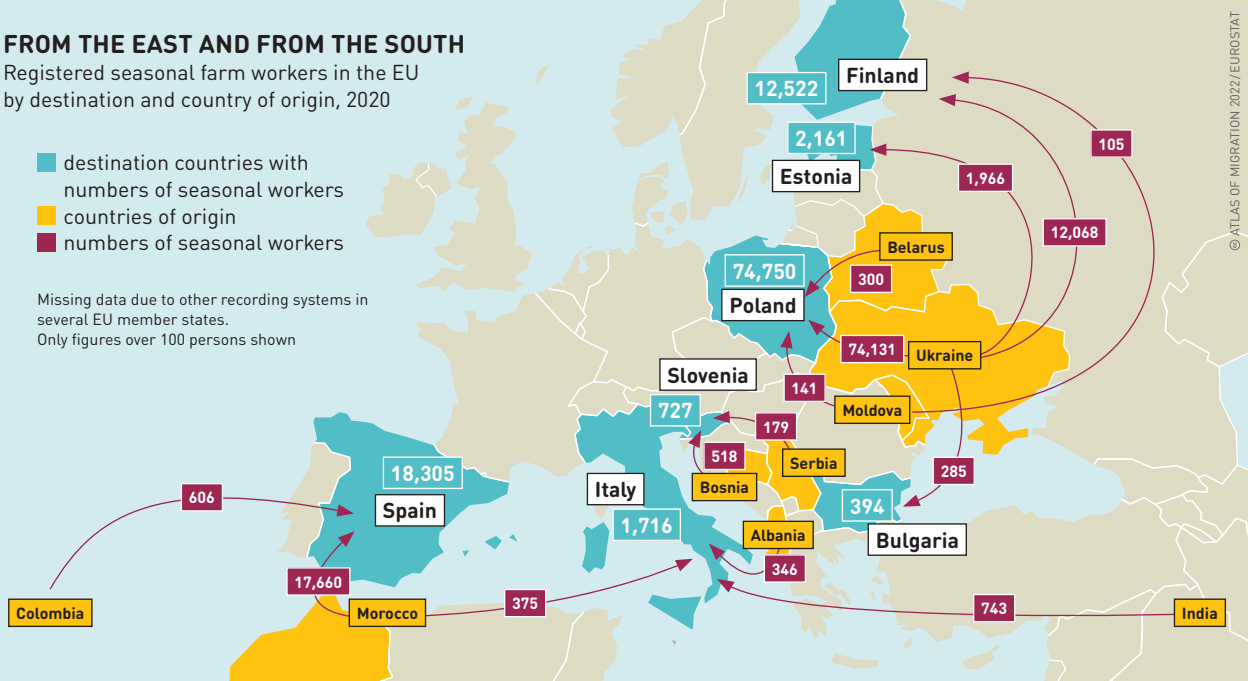 FROM THE EAST AND FROM THE SOUTH
Registered seasonal farm workers in the EU
by destination and country of origin, 2020
destination countries with
numbers of seasonal workers
countries of origin
numbers of seasonal workers
Missing data due to other recording systems in
several EU member states.
Only figures over 100 persons shown
Finland
12,522
105
2,161
Estonia
1,966
12,068
Belarus
74,750
300
Poland
74,131
Ukraine
Slovenia
141
727
Moldova
179
518
Serbia
285
18,305
Bosnia
Italy
606
394
Spain
1,716
Albania
Bulgaria
346
17,660
375
743
Colombia
Morocco
India
© ATLAS OF MIGRATION 2022/EUROSTAT